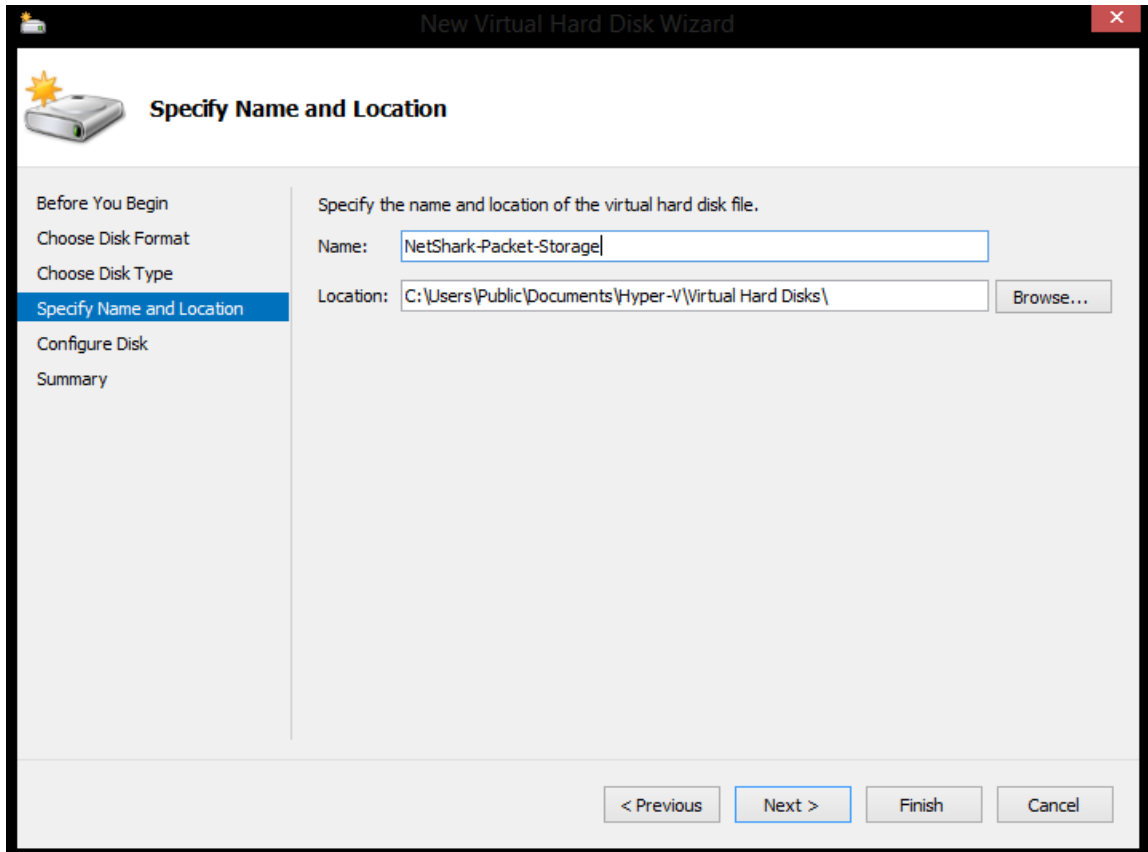 New Virtual Hard Disk Wizard
Specify Name and Location
Before You Begin
Choose Disk Format
Choose Disk Type
Specify Name and Location
Configure Disk
Summary
Specify the name and location of the virtual hard disk file.
Name: NetShark-Packet-Storage
Location: C:\Users\Public\Documents\Hyper-V\Virtual Hard Disks\ Browse...
< Previous Next > Finish Cancel